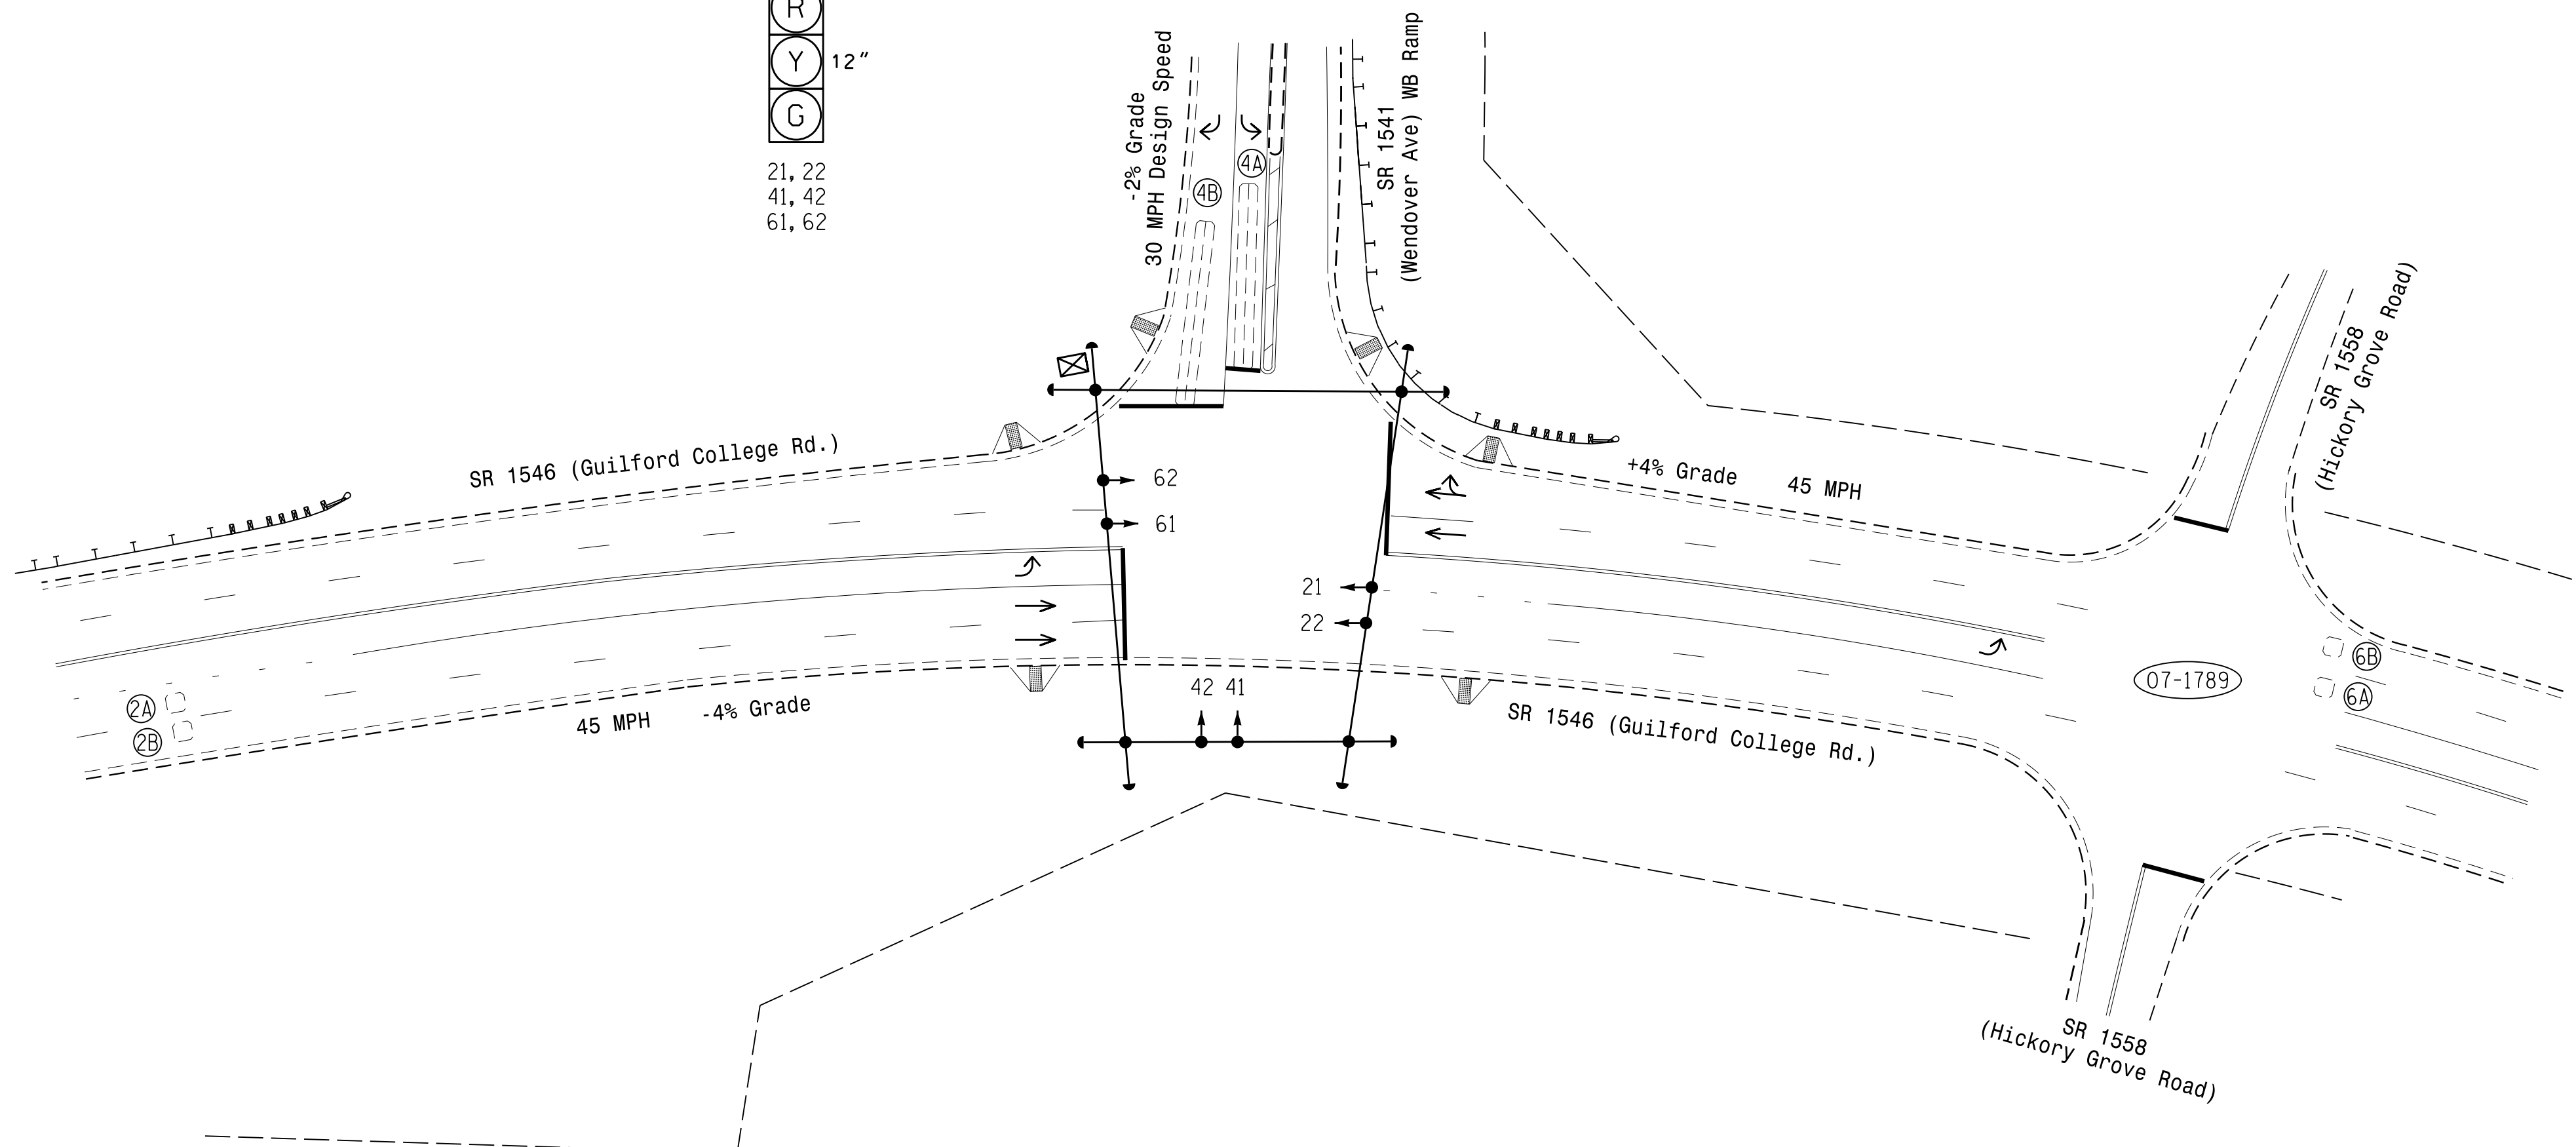 R
Y
12"
G
21, 22
41, 42
61, 62
-2% Grade
30 MPH Design Speed
4B
4A
SR 1541
(Wendover Ave) WB Ramp
SR 1558
(Hickory Grove Road)
SR 1546 (Guilford College Rd.)
62
61
+4% Grade
45 MPH
21
22
2A
2B
45 MPH
-4% Grade
42
41
SR 1546 (Guilford College Rd.)
07-1789
6B
6A
SR 1558
(Hickory Grove Road)